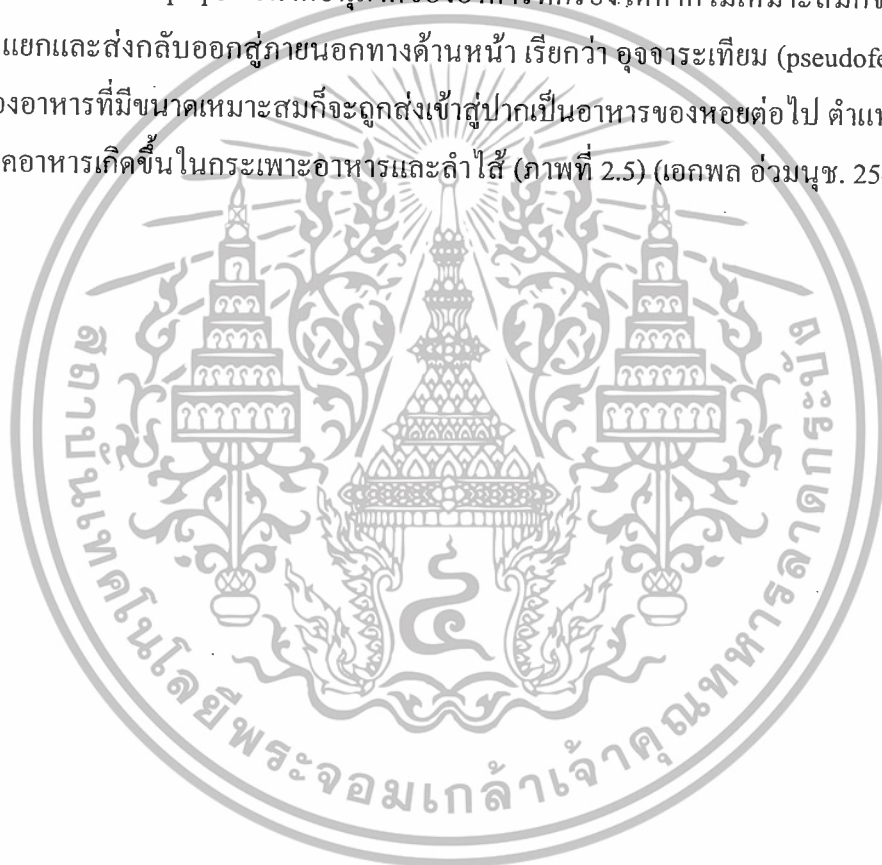 แยกและส่งกลับออกสู่ภายนอกทางด้านหน้า เรียกว่า อุจจาระเทียม (pseudofe
องอาหารที่มีขนาดเหมาะสมก็จะถูกส่งเข้าสู่ปากเป็นอาหารของหอยต่อไป ตำแห
คอาหารเกิดขึ้นในกระเพาะอาหารและลำไส้ (ภาพที่ 2.5) (เอกพล อ่วมนุช. 25
สถาบันเทคโนโลยีพระจอมเกล้าเจ้าคุณทหารลาดกระบัง
๔